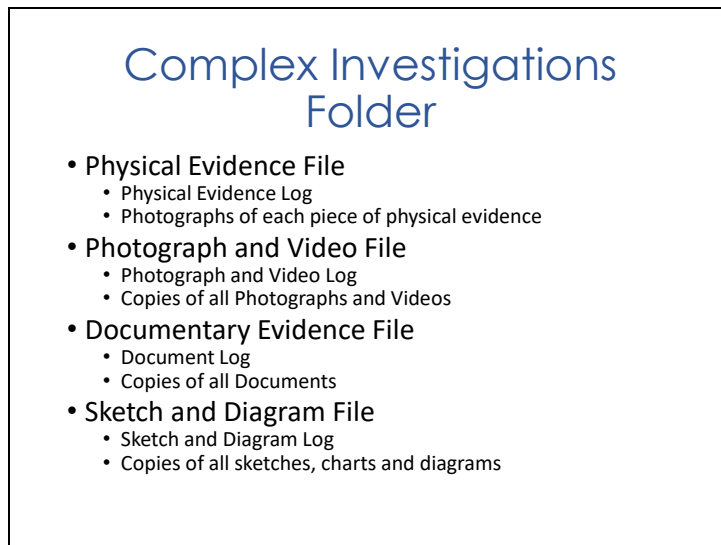 Complex Investigations
Folder
• Physical Evidence File
• Physical Evidence Log
• Photographs of each piece of physical evidence
• Photograph and Video File
• Photograph and Video Log
• Copies of all Photographs and Videos
• Documentary Evidence File
• Document Log
• Copies of all Documents
• Sketch and Diagram File
• Sketch and Diagram Log
• Copies of all sketches, charts and diagrams